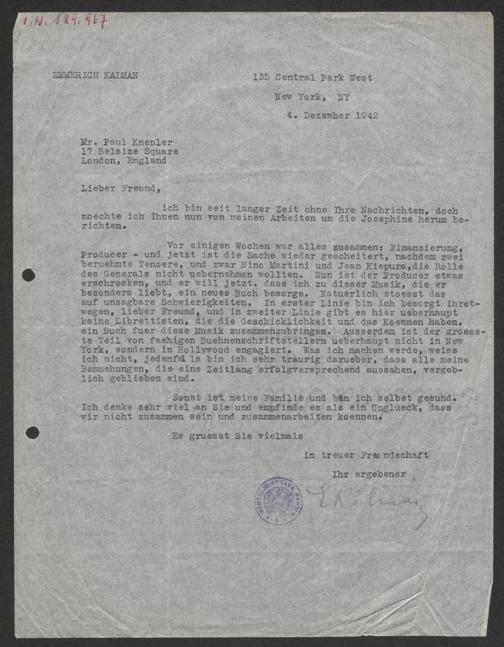 I.N. 184.967
EMMERICH KALMAN
135 Central Park West
New York, NY
4. Dezember 1942
Mr. Paul Knepler
17 Belsize Square
London, England
Lieber Freund,
ich bin seit langer Zeit ohne Ihre Nachrichten, doch
moechte ich Ihnen nun von meinen Arbeiten um die Josephine herum be-
richten.
Vor einigen Wochen war alles zusammen: Finanzierung,
Producer - und jetzt ist die Sache wieder gescheitert, nachdem zwei
beruehmte Tenoere, und zwar Nino Martini und Jean Kiepura,die Rolle
des Generals nicht uebernehmen wollten. Nun ist der Producer etwas
erschrocken, und er will jetzt, dass ich zu dieser Musik, die er
besonders liebt, ein neues Buch besorge. Natuerlich stoesst das
auf unsagbare Schwierigkeiten. In erster Linie bin ich besorgt Ihret-
wegen, lieber Freund, und in zweiter Linie gibt es hier ueberhaupt
keine Librettisten, die die Geschicklichkeit und das Koennen haben,
ein Buch fuer diese Musik zusammenzubringen. Ausserdem ist der groess-
te Teil von faehigen Buehnenschriftstellern ueberhaupt nicht in New
York, sondern in Hollywood engagiert. Was ich machen werde, weiss
ich nicht, jedenfalls bin ich sehr traurig darueber, dass alle meine
Bemuehungen, die eine Zeitlang erfolgversprechend aussahen, vergeb-
lich geblieben sind.
Sonst ist meine Familie und bin ich selbst gesund.
Ich denke sehr viel an Sie und empfinde es als ein Unglueck, dass
wir nicht zusammen sein und zusammenarbeiten koennen.
Es gruesst Sie vielmals
in treuer Freundschaft
Ihr ergebener
EKálmán